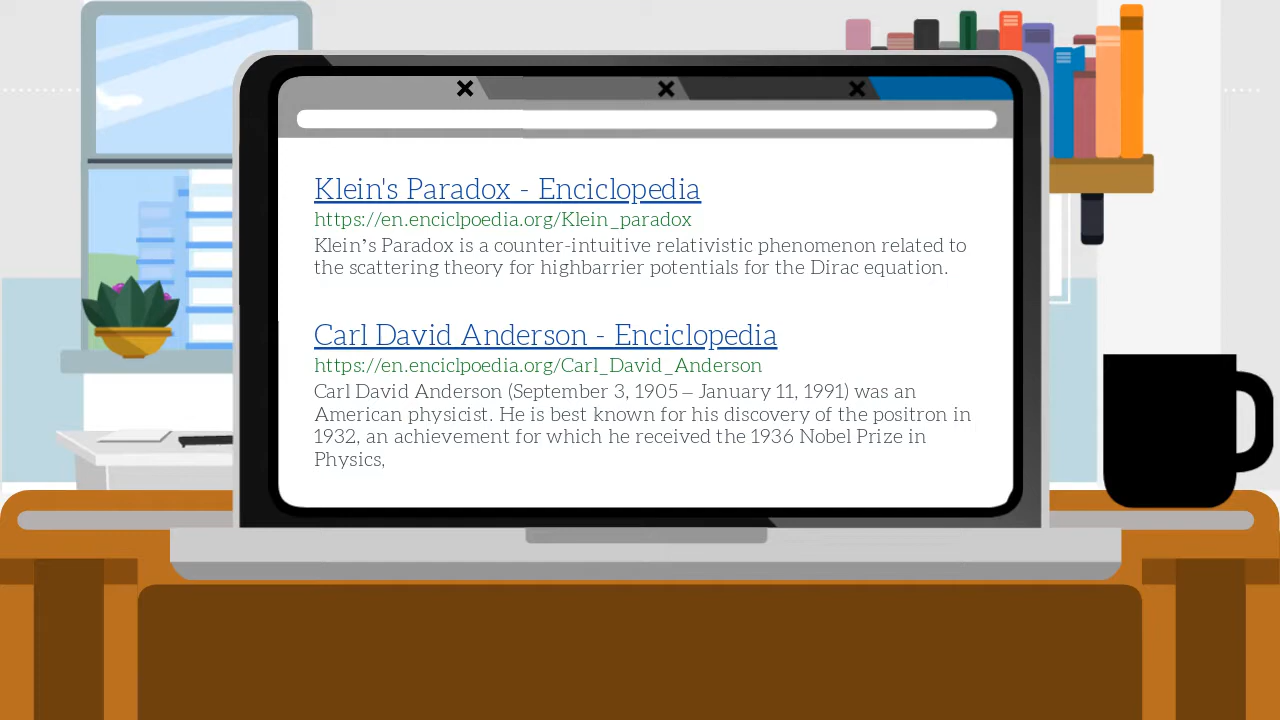 Klein's Paradox - Enciclopedia
https://en.enciclpoedia.org/Klein_paradox
Klein's Paradox is a counter-intuitive relativistic phenomenon related to
the scattering theory for highbarrier potentials for the Dirac equation.
Carl David Anderson - Enciclopedia
https://en.enciclpoedia.org/Carl_David_Anderson
Carl David Anderson (September 3, 1905 – January 11, 1991) was an
American physicist. He is best known for his discovery of the positron in
1932, an achievement for which he received the 1936 Nobel Prize in
Physics,